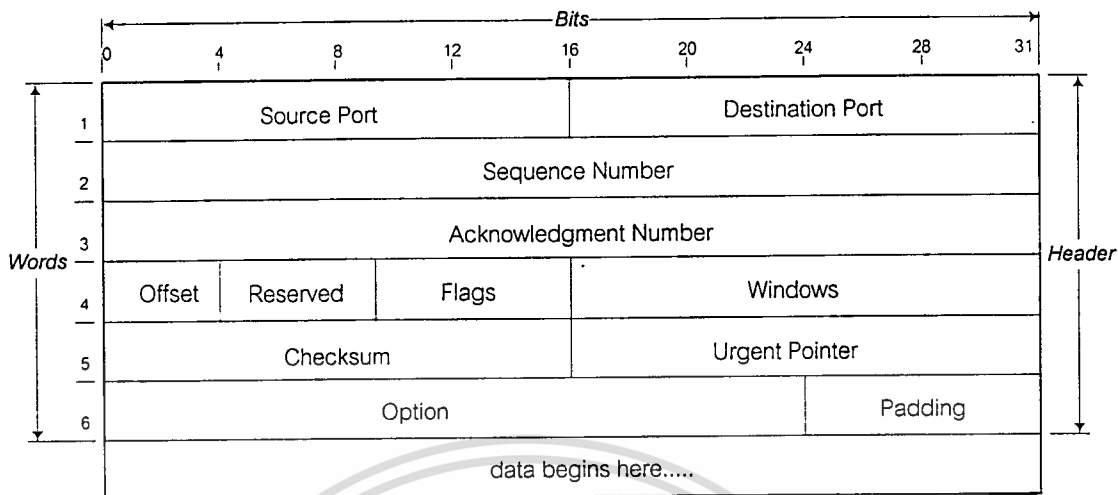 Bits
0 4 8 12 16 20 24 28 31
1 Source Port Destination Port
2 Sequence Number
3 Acknowledgment Number
Words Header
4 Offset Reserved Flags Windows
5 Checksum Urgent Pointer
6 Option Padding
data begins here.....